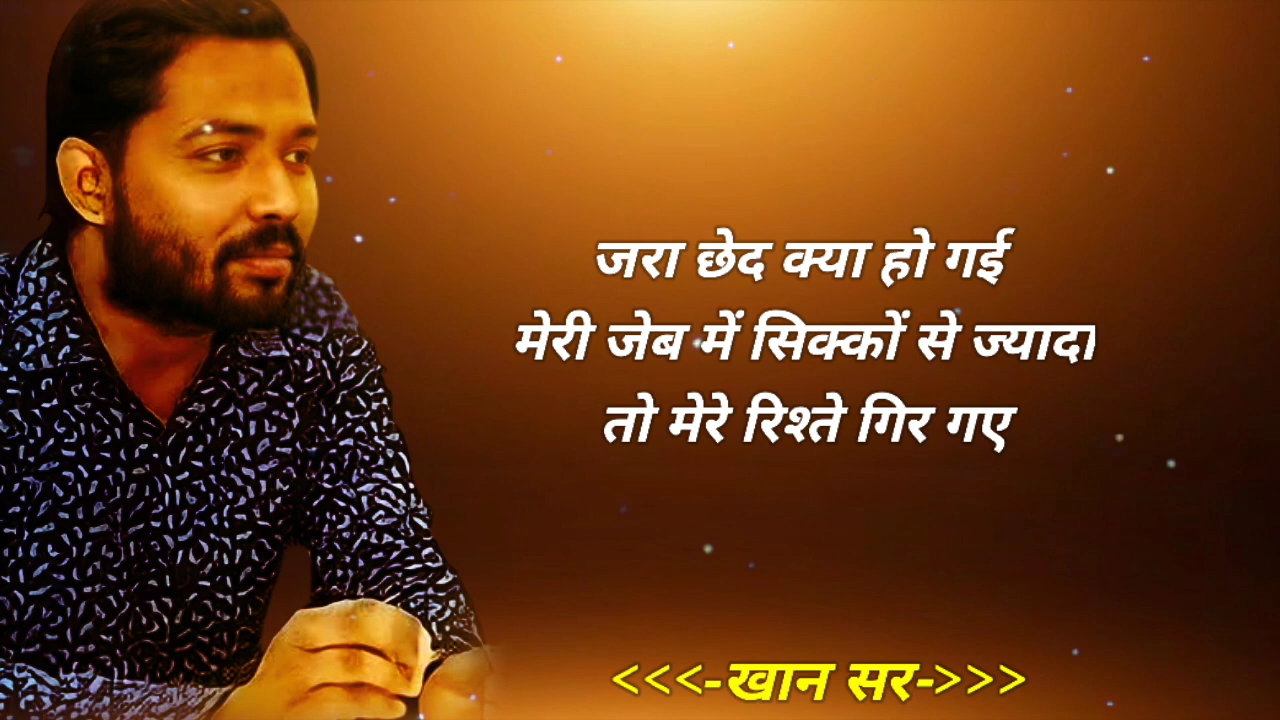 जरा छेद क्या हो गई
मेरी जेब में सिक्कों से ज्यादा
तो मेरे रिश्ते गिर गए
<<<-खान सर->>>